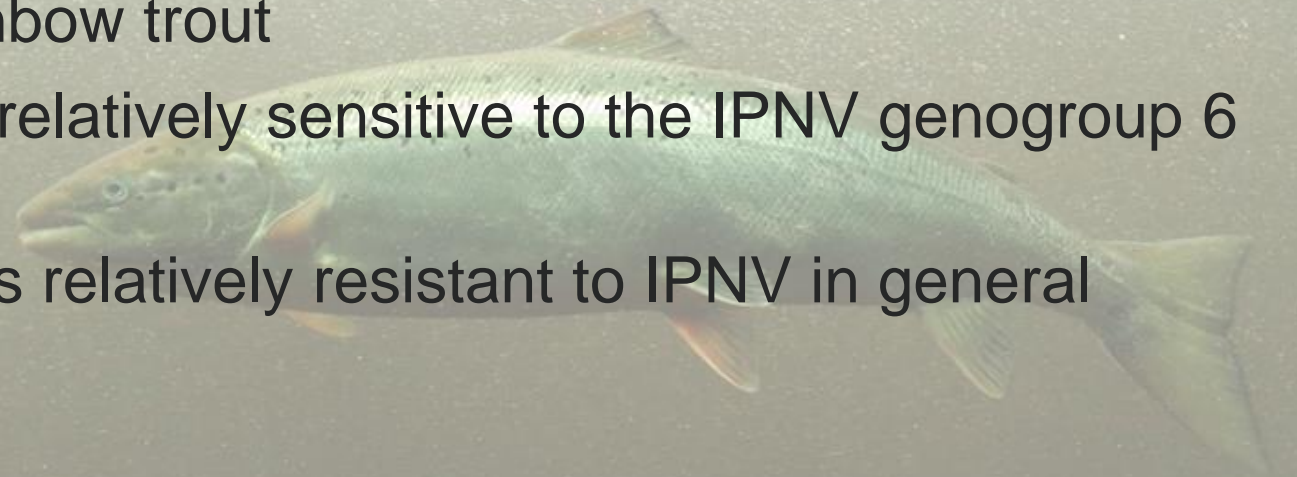 nbow trout
relatively sensitive to the IPNV genogroup 6
s relatively resistant to IPNV in general